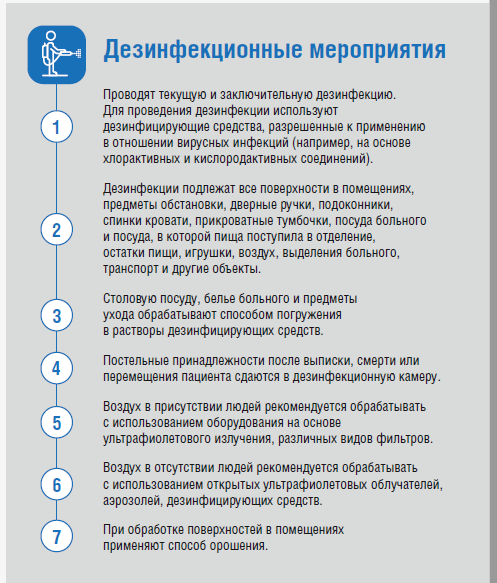 Дезинфекционные мероприятия
1
Проводят текущую и заключительную дезинфекцию.
Для проведения дезинфекции используют
дезинфицирующие средства, разрешенные к применению
в отношении вирусных инфекций (например, на основе
хлорактивных и кислородактивных соединений).
2
Дезинфекции подлежат все поверхности в помещениях,
предметы обстановки, дверные ручки, подоконники,
спинки кровати, прикроватные тумбочки, посуда больного
и посуда, в которой пища поступила в отделение,
остатки пищи, игрушки, воздух, выделения больного,
транспорт и другие объекты.
3
Столовую посуду, белье больного и предметы
ухода обрабатывают способом погружения
в растворы дезинфицирующих средств.
4
Постельные принадлежности после выписки, смерти или
перемещения пациента сдаются в дезинфекционную камеру.
5
Воздух в присутствии людей рекомендуется обрабатывать
с использованием оборудования на основе
ультрафиолетового излучения, различных видов фильтров.
6
Воздух в отсутствии людей рекомендуется обрабатывать
с использованием открытых ультрафиолетовых облучателей,
аэрозолей, дезинфицирующих средств.
7
При обработке поверхностей в помещениях
применяют способ орошения.